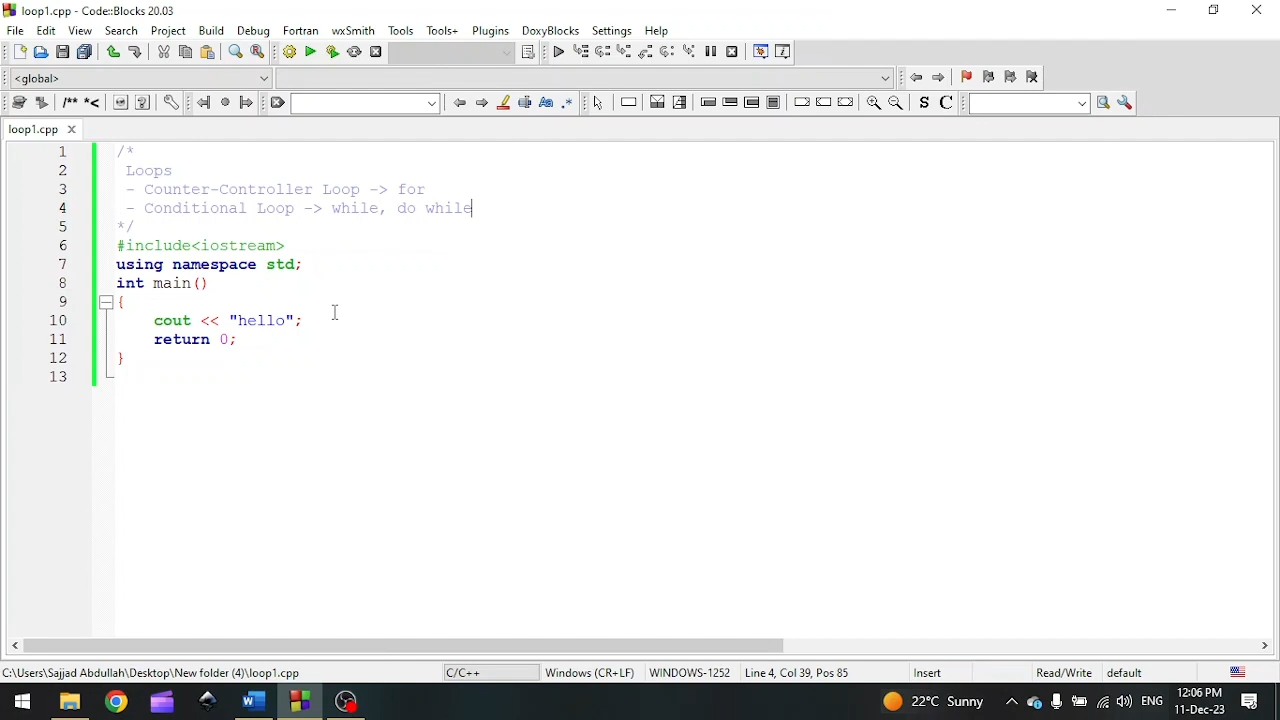 loop1.cpp - Code::Blocks 20.03
File Edit View Search Project Build Debug Fortran wxSmith Tools Tools+ Plugins DoxyBlocks Settings Help
<global>
/** *<
S C
loop1.cpp
1 /*
2 Loops
3 - Counter-Controller Loop -> for
4 - Conditional Loop -> while, do while
5 */
6 #include<iostream>
7 using namespace std;
8 int main()
9 {
10 cout << "hello";
11 return 0;
12 }
13
C:\Users\Sajjad Abdullah\Desktop\New folder (4)\loop1.cpp C/C++ Windows (CR+LF) WINDOWS-1252 Line 4, Col 39, Pos 85 Insert Read/Write default
22°C Sunny ENG 12:06 PM
11-Dec-23